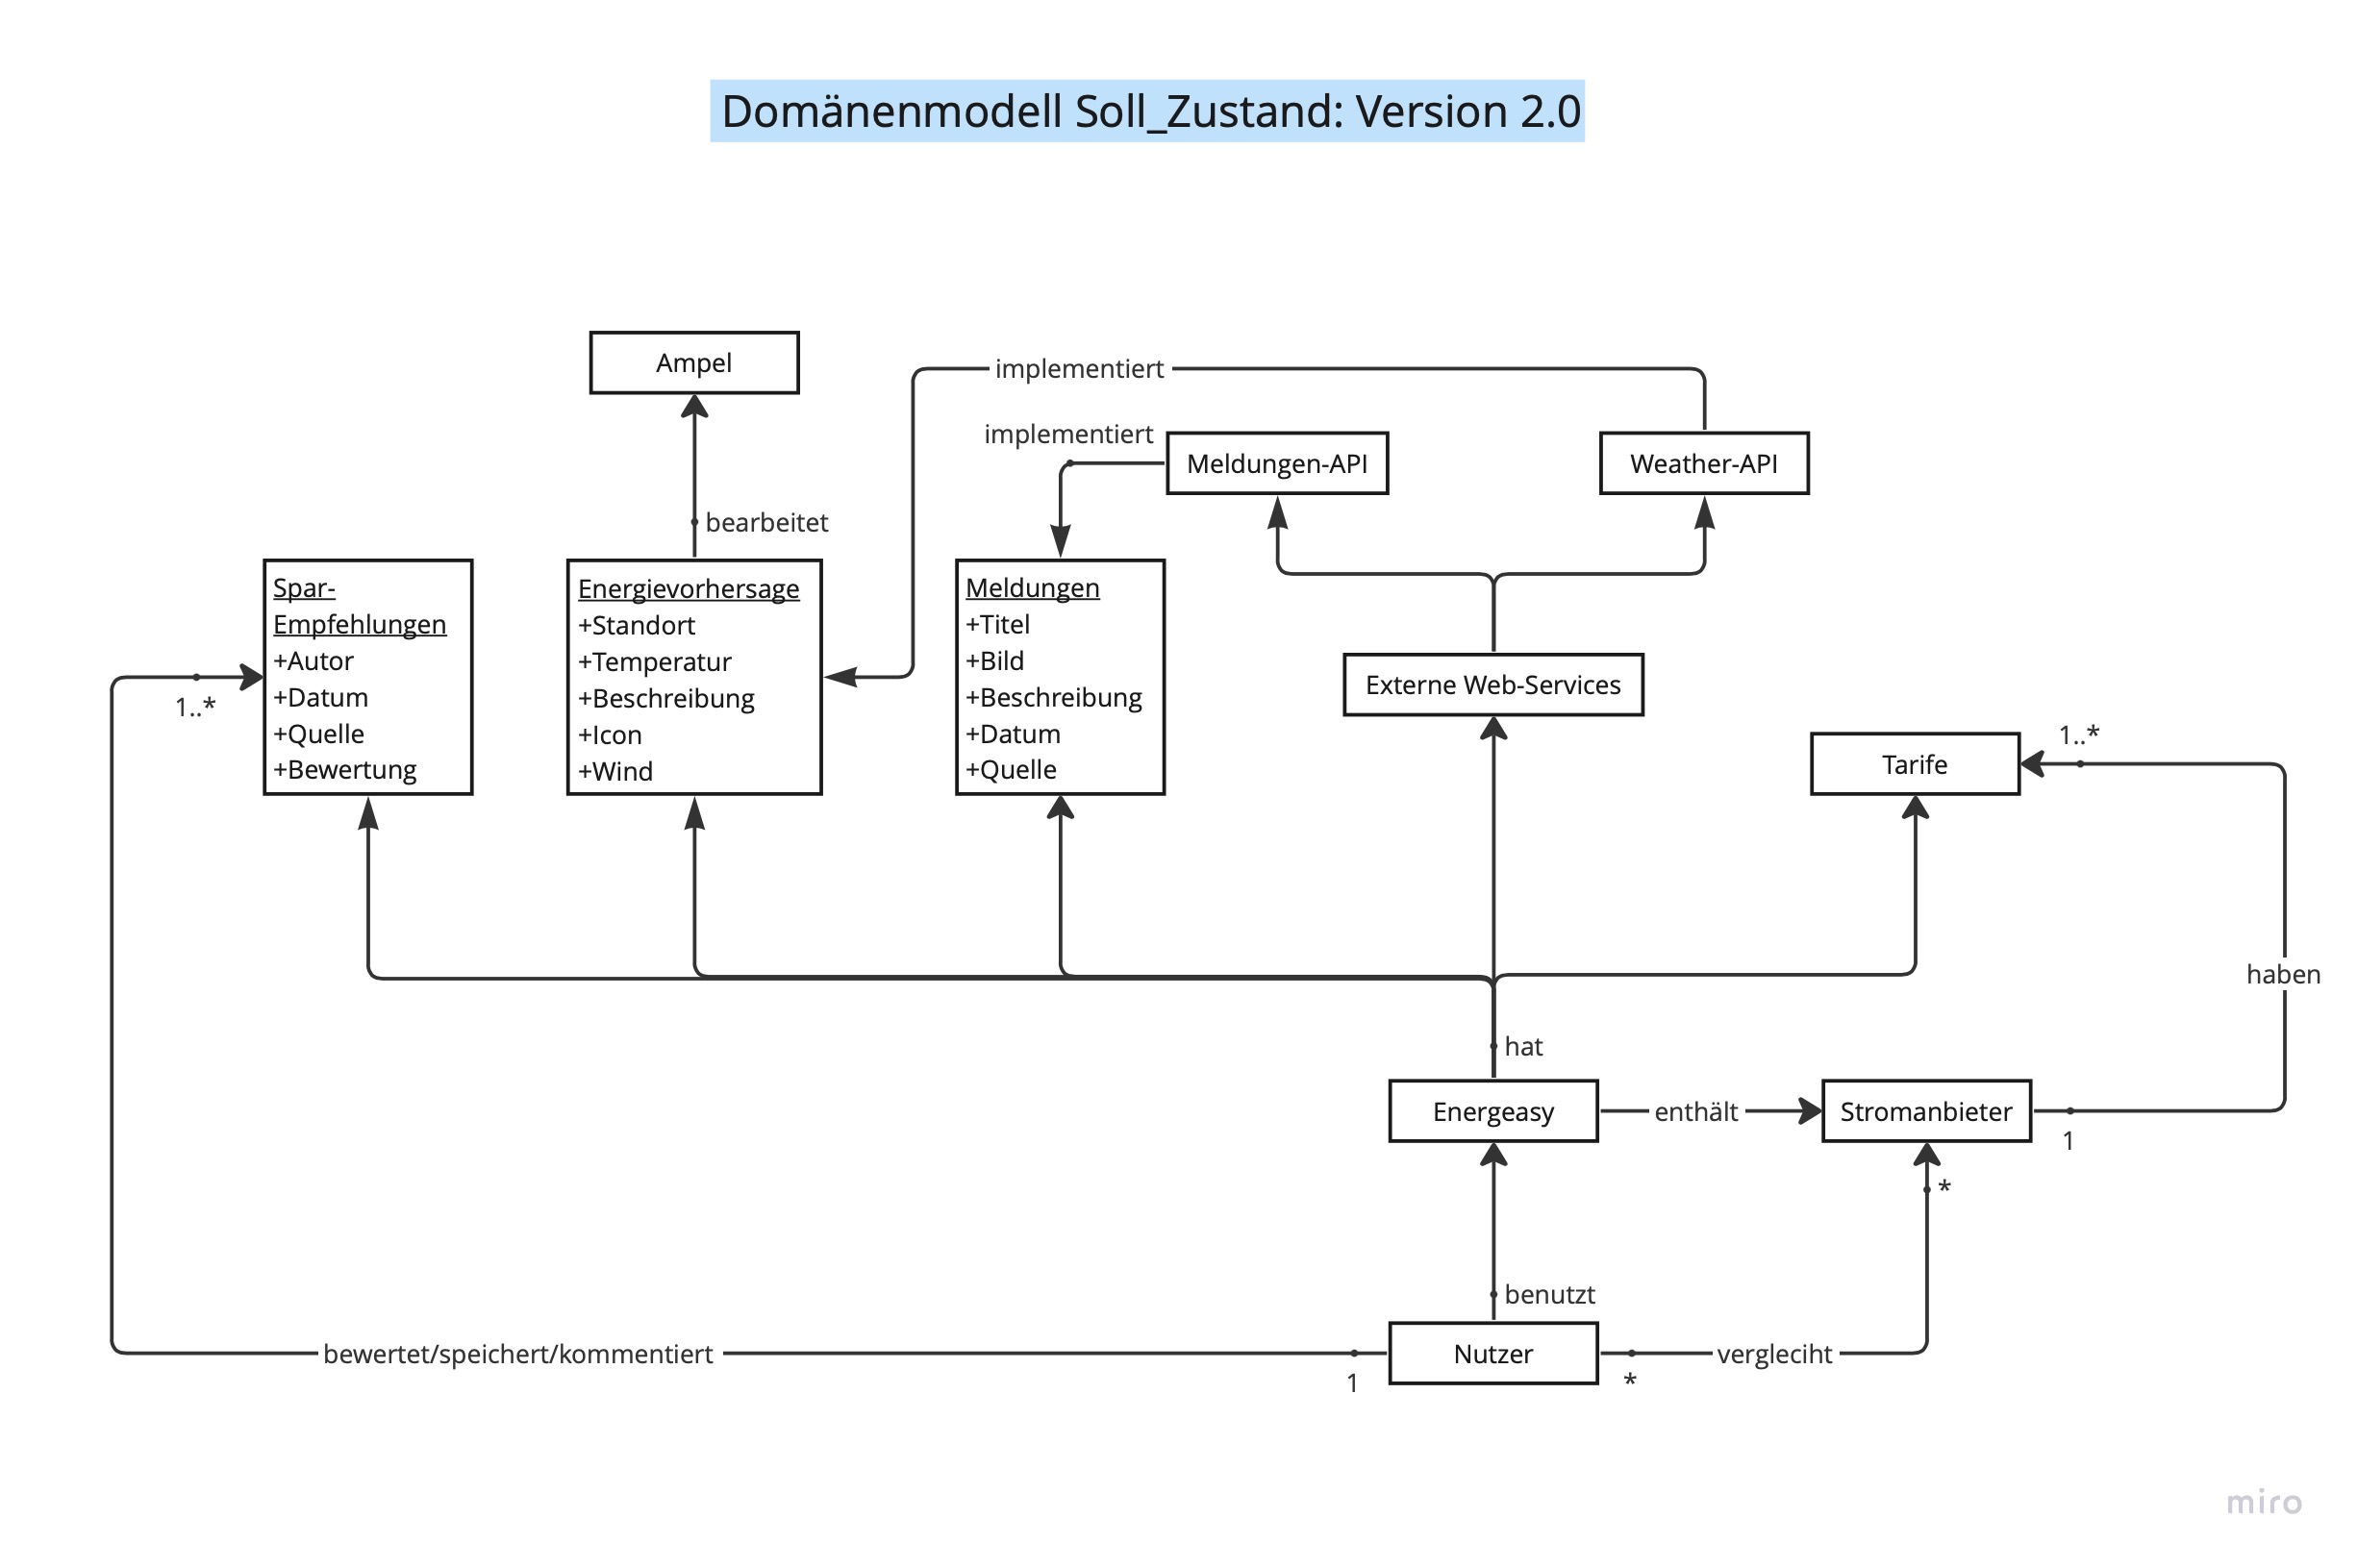 Domänenmodell Soll_Zustand: Version 2.0
Ampel
implementiert
implementiert
Meldungen-API
Weather-API
bearbeitet
Spar-
Empfehlungen
+Autor
+Datum
+Quelle
+Bewertung
Energievorhersage
+Standort
+Temperatur
+Beschreibung
+Icon
+Wind
Meldungen
+Titel
+Bild
+Beschreibung
+Datum
+Quelle
Externe Web-Services
1..*
Tarife
1..*
haben
hat
Energeasy
enthält
Stromanbieter
1
*
benutzt
bewertet/speichert/kommentiert
1
Nutzer
*
vergleciht
miro